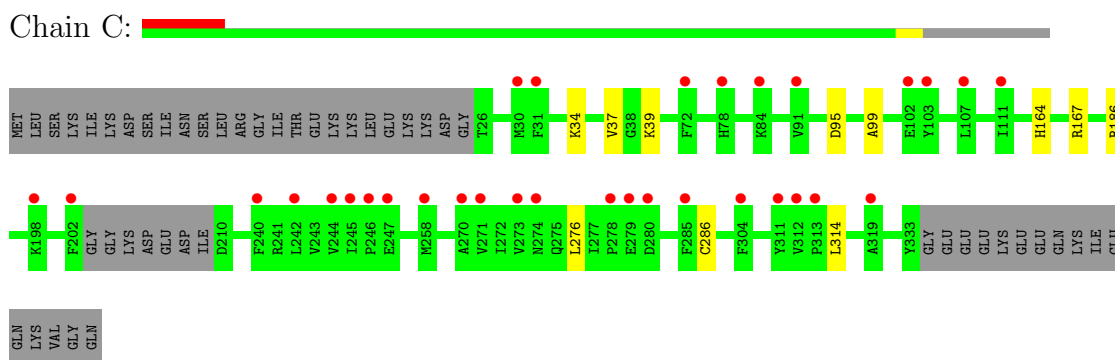 Chain C:
MET LEU SER LYS ILE LYS ASP SER ILE ASN SER LEU ARG GLY ILE THR GLU LYS LYS LEU GLU LYS LYS ASP GLY T26 M30 F31 K34 V37 G38 K39 F72 H78 K84 V91 D95 A99 E102 Y103 L107 I111 H164 R167
K198 F202 GLY GLY LYS ASP GLU ASP ILE D210 F240 R241 L242 V243 V244 I245 P246 E247 M258 A270 V271 I272 V273 N274 Q275 L276 I277 P278 E279 D280 F285 C286 F304 Y311 V312 P313 L314 A319 Y333 GLY GLU GLU GLU LYS GLU GLU GLN LYS ILE
GLN LYS VAL GLY GLN